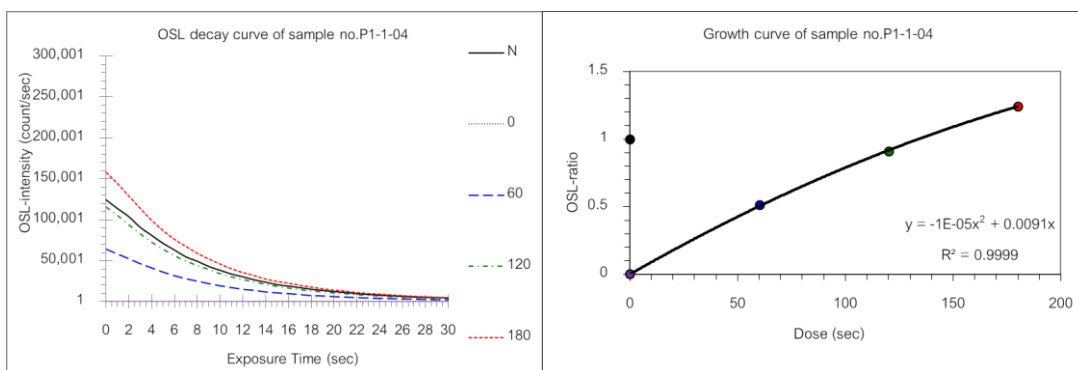 OSL decay curve of sample no.P1-1-04
OSL-intensity (count/sec)
300,001
250,001
200,001
150,001
100,001
50,001
1
0 2 4 6 8 10 12 14 16 18 20 22 24 26 28 30
Exposure Time (sec)
N
0
60
120
180
Growth curve of sample no.P1-1-04
OSL-ratio
1.5
1
0.5
0
0 50 100 150 200
Dose (sec)
y = -1E-05x² + 0.0091x
R² = 0.9999